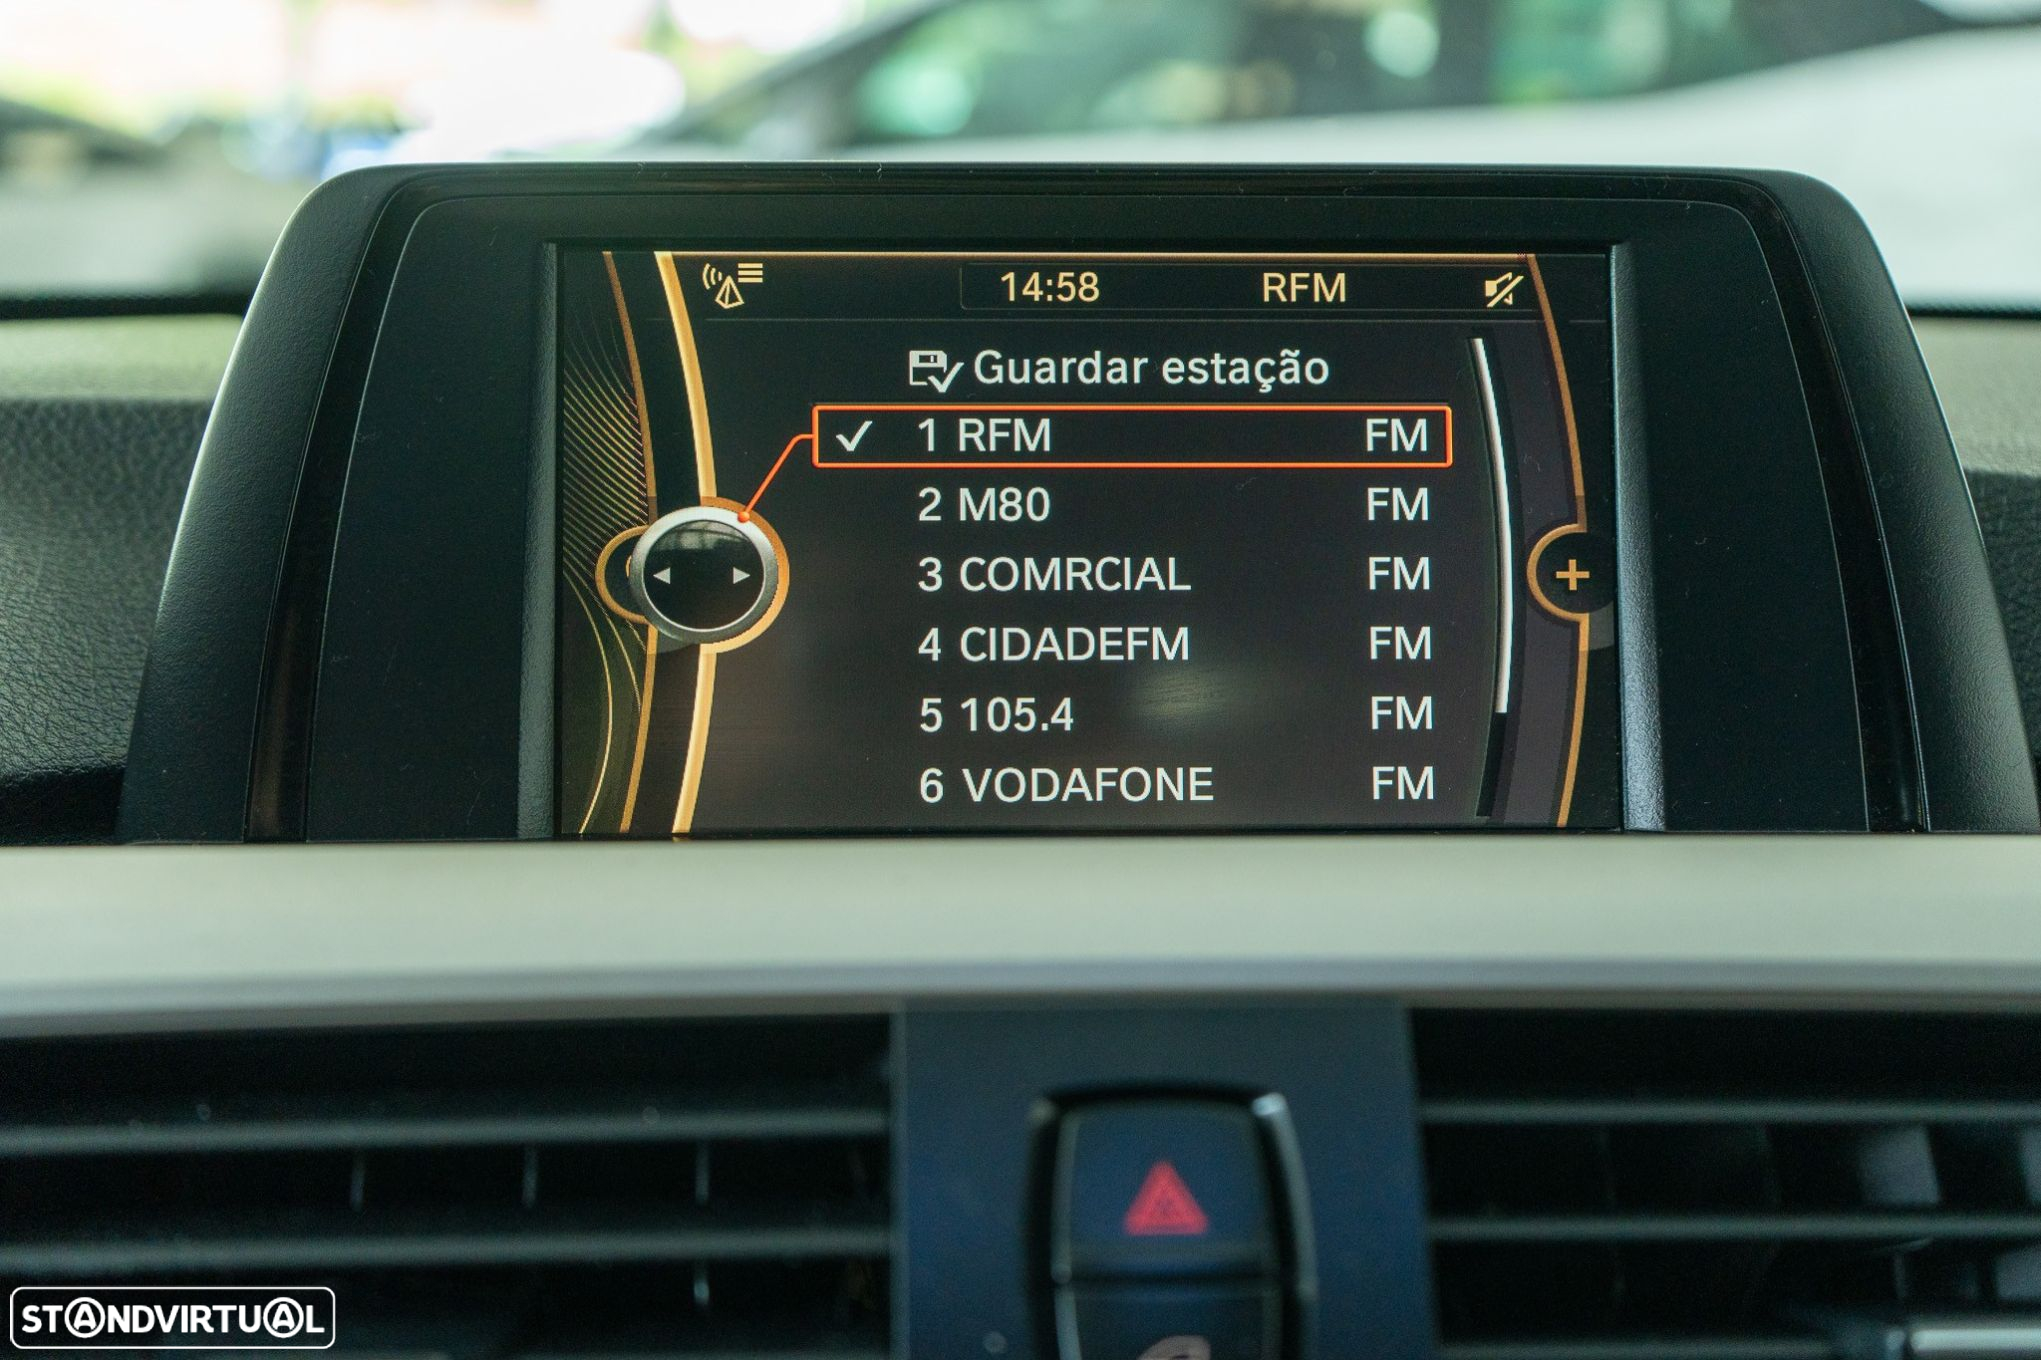 14:58 RFM
Guardar estação
1 RFM FM
2 M80 FM
3 COMRCIAL FM
4 CIDADEFM FM
5 105.4 FM
6 VODAFONE FM
STANDVIRTUAL